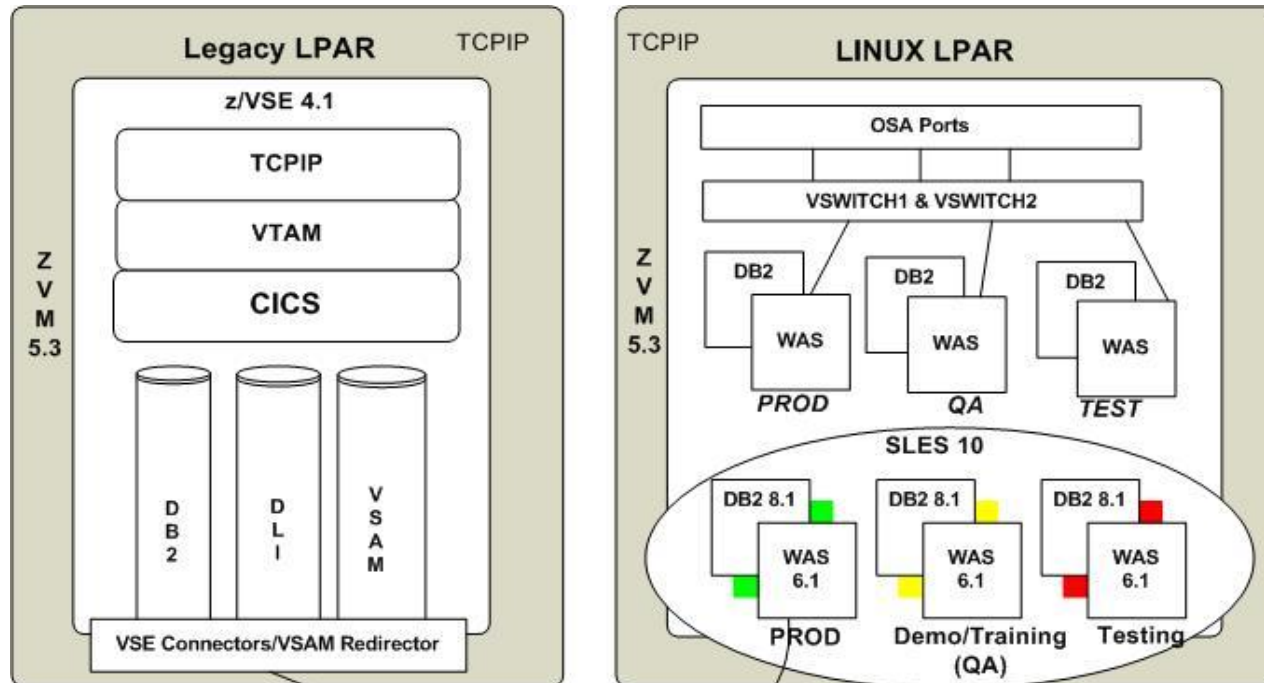 Legacy LPAR
TCPIP
z/VSE 4.1
TCPIP
VTAM
CICS
Z
V
M
5.3
D
B
2
D
L
I
V
S
A
M
VSE Connectors/VSAM Redirector
TCPIP
LINUX LPAR
OSA Ports
VSWITCH1 & VSWITCH2
Z
V
M
5.3
DB2
WAS
PROD
DB2
WAS
QA
DB2
WAS
TEST
SLES 10
DB2 8.1
WAS
6.1
PROD
DB2 8.1
WAS
6.1
Demo/Training
(QA)
DB2 8.1
WAS
6.1
Testing